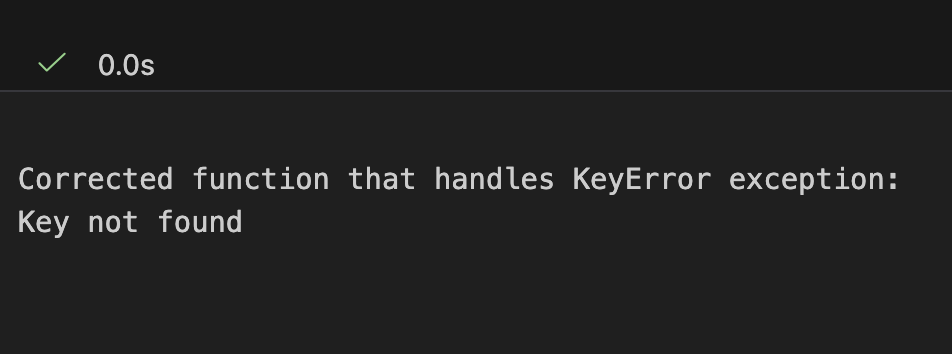 0.0s
Corrected function that handles KeyError exception:
Key not found